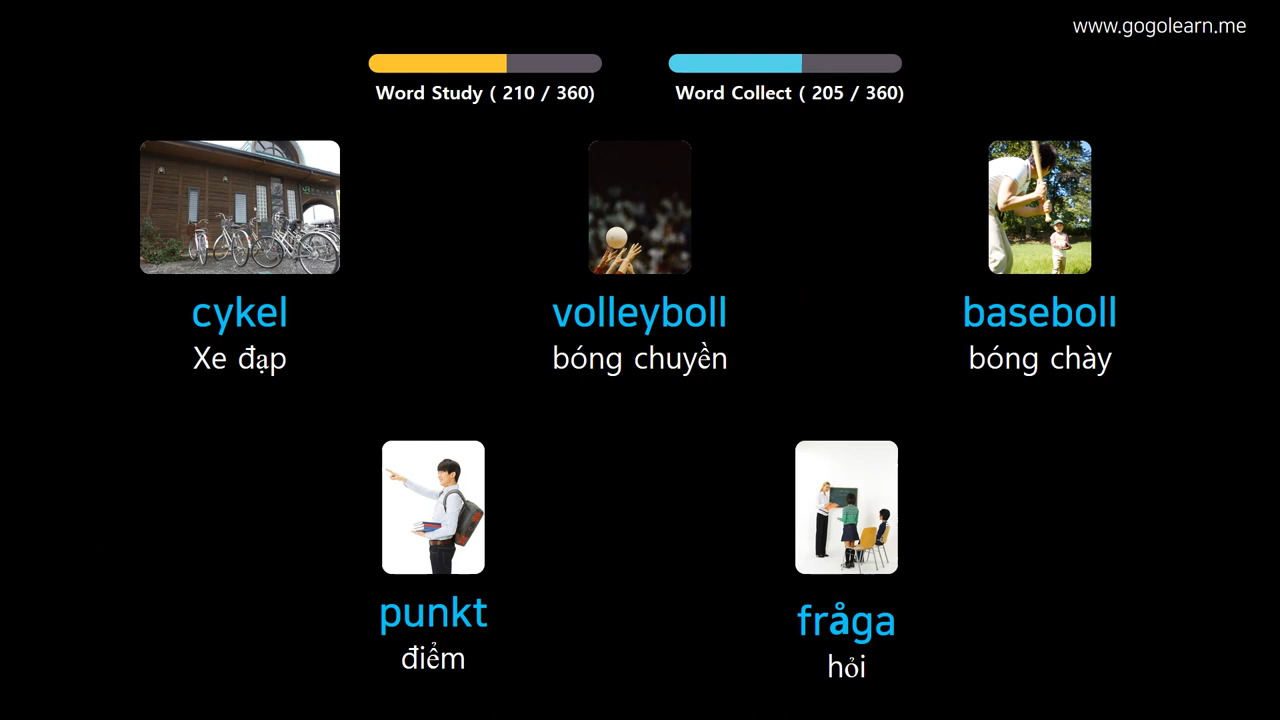 www.gogolearn.me
Word Study ( 210 / 360)
Word Collect ( 205 / 360)
cykel
Xe đạp
volleyboll
bóng chuyền
baseboll
bóng chày
punkt
điểm
fråga
hỏi